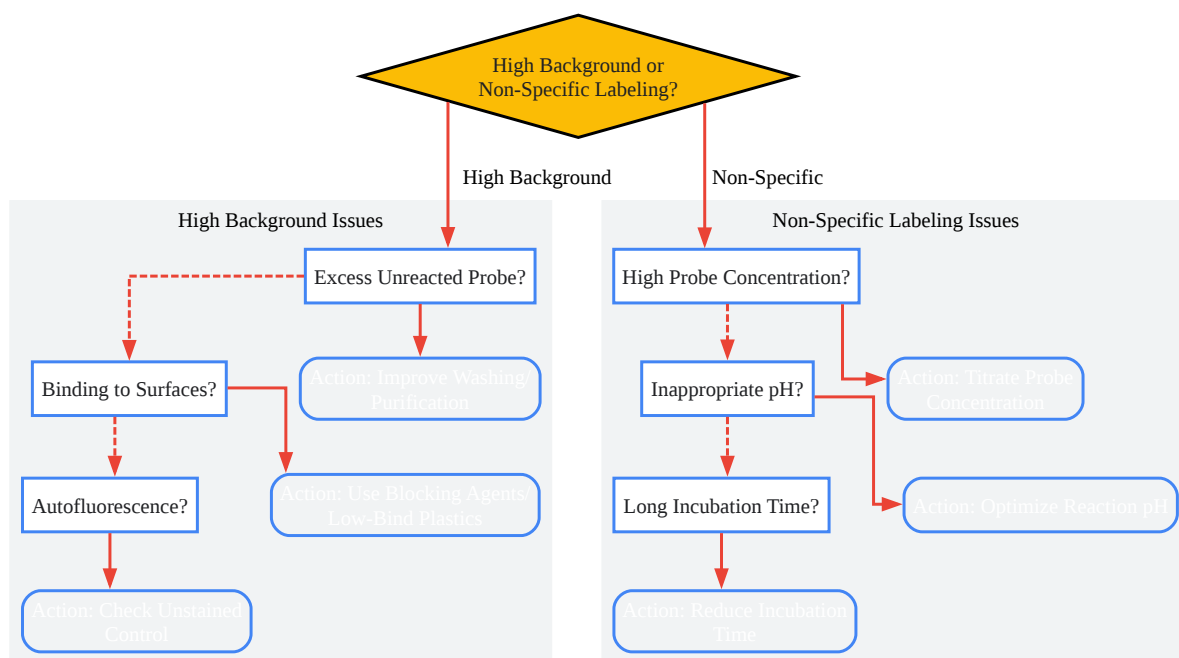 High Background or
Non-Specific Labeling?
High Background
Non-Specific
High Background Issues
Excess Unreacted Probe?
Action: Improve Washing/
Purification
Binding to Surfaces?
Action: Use Blocking Agents/
Low-Bind Plastics
Autofluorescence?
Action: Check Unstained
Control
Non-Specific Labeling Issues
High Probe Concentration?
Action: Titrate Probe
Concentration
Inappropriate pH?
Action: Optimize Reaction pH
Long Incubation Time?
Action: Reduce Incubation
Time